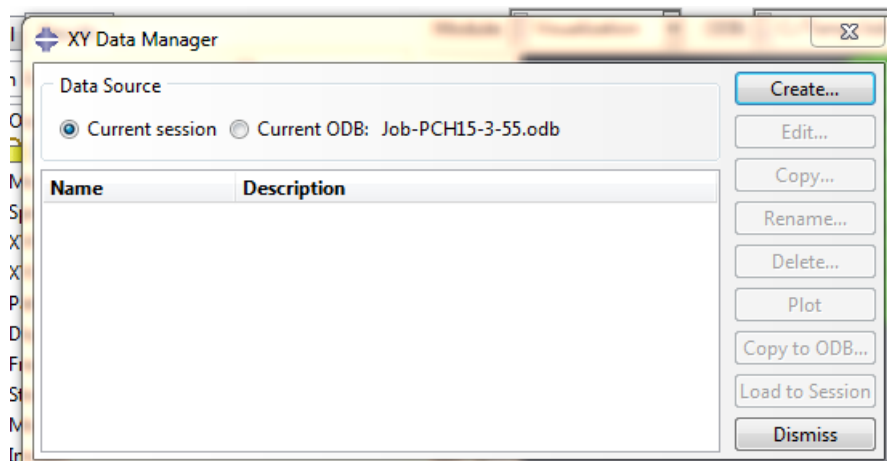 XY Data Manager
Data Source
Current session Current ODB: Job-PCH15-3-55.odb
Name Description
Create...
Edit...
Copy...
Rename...
Delete...
Plot
Copy to ODB...
Load to Session
Dismiss